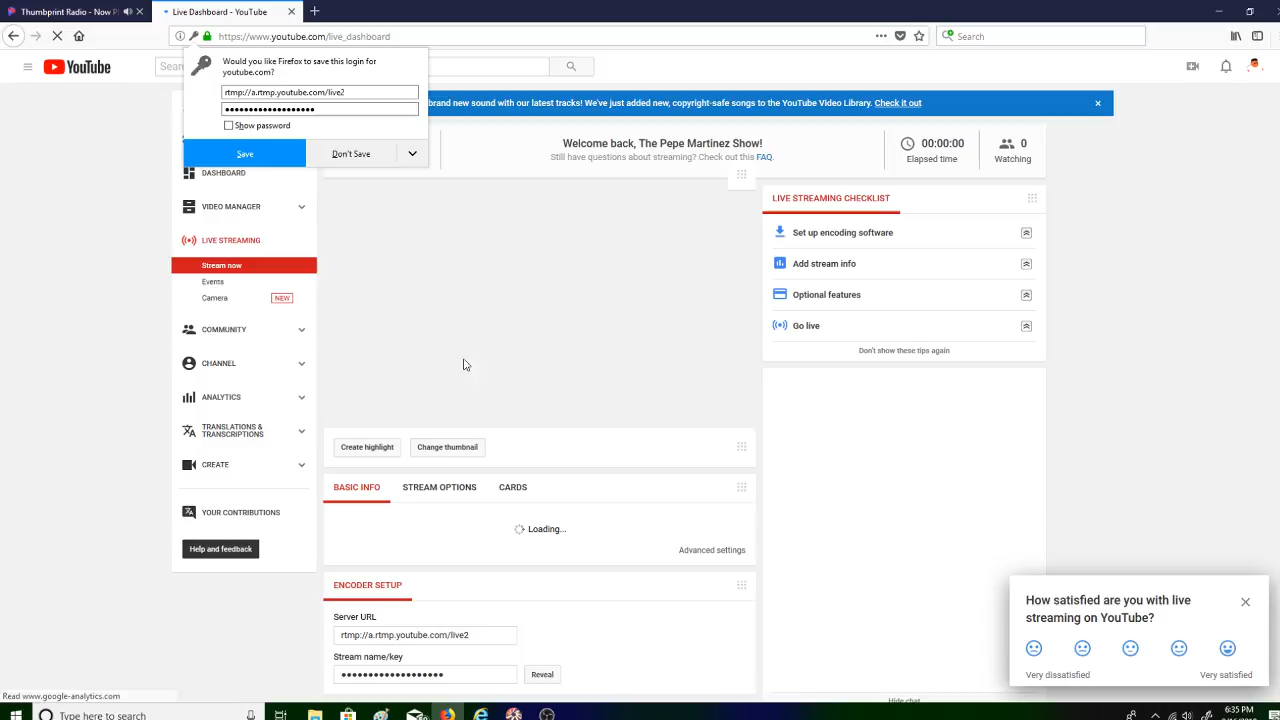 Thumbprint Radio - Now P
Live Dashboard - YouTube
https://www.youtube.com/live_dashboard
Search
Would you like Firefox to save this login for
youtube.com?
rtmp://a.rtmp.youtube.com/live2
•••••••••••••••••••
Show password
Save
Don't Save
YouTube
Sear
brand new sound with our latest tracks! We've just added new, copyright-safe songs to the YouTube Video Library. Check it out
Welcome back, The Pepe Martinez Show!
Still have questions about streaming? Check out this FAQ.
00:00:00
Elapsed time
0
Watching
DASHBOARD
VIDEO MANAGER
LIVE STREAMING
Stream now
Events
Camera
NEW
COMMUNITY
CHANNEL
ANALYTICS
TRANSLATIONS &
TRANSCRIPTIONS
CREATE
YOUR CONTRIBUTIONS
Help and feedback
LIVE STREAMING CHECKLIST
Set up encoding software
Add stream info
Optional features
Go live
Don't show these tips again
Create highlight
Change thumbnail
BASIC INFO
STREAM OPTIONS
CARDS
Loading...
Advanced settings
ENCODER SETUP
Server URL
rtmp://a.rtmp.youtube.com/live2
Stream name/key
•••••••••••••••••••
Reveal
Hide chat
How satisfied are you with live
streaming on YouTube?
Very dissatisfied
Very satisfied
Read www.google-analytics.com
Type here to search
6:35 PM